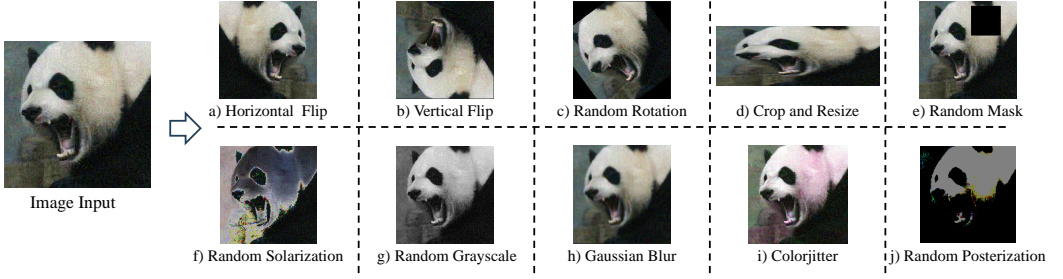 Image Input
a) Horizontal Flip
b) Vertical Flip
c) Random Rotation
d) Crop and Resize
e) Random Mask
f) Random Solarization
g) Random Grayscale
h) Gaussian Blur
i) Colorjitter
j) Random Posterization